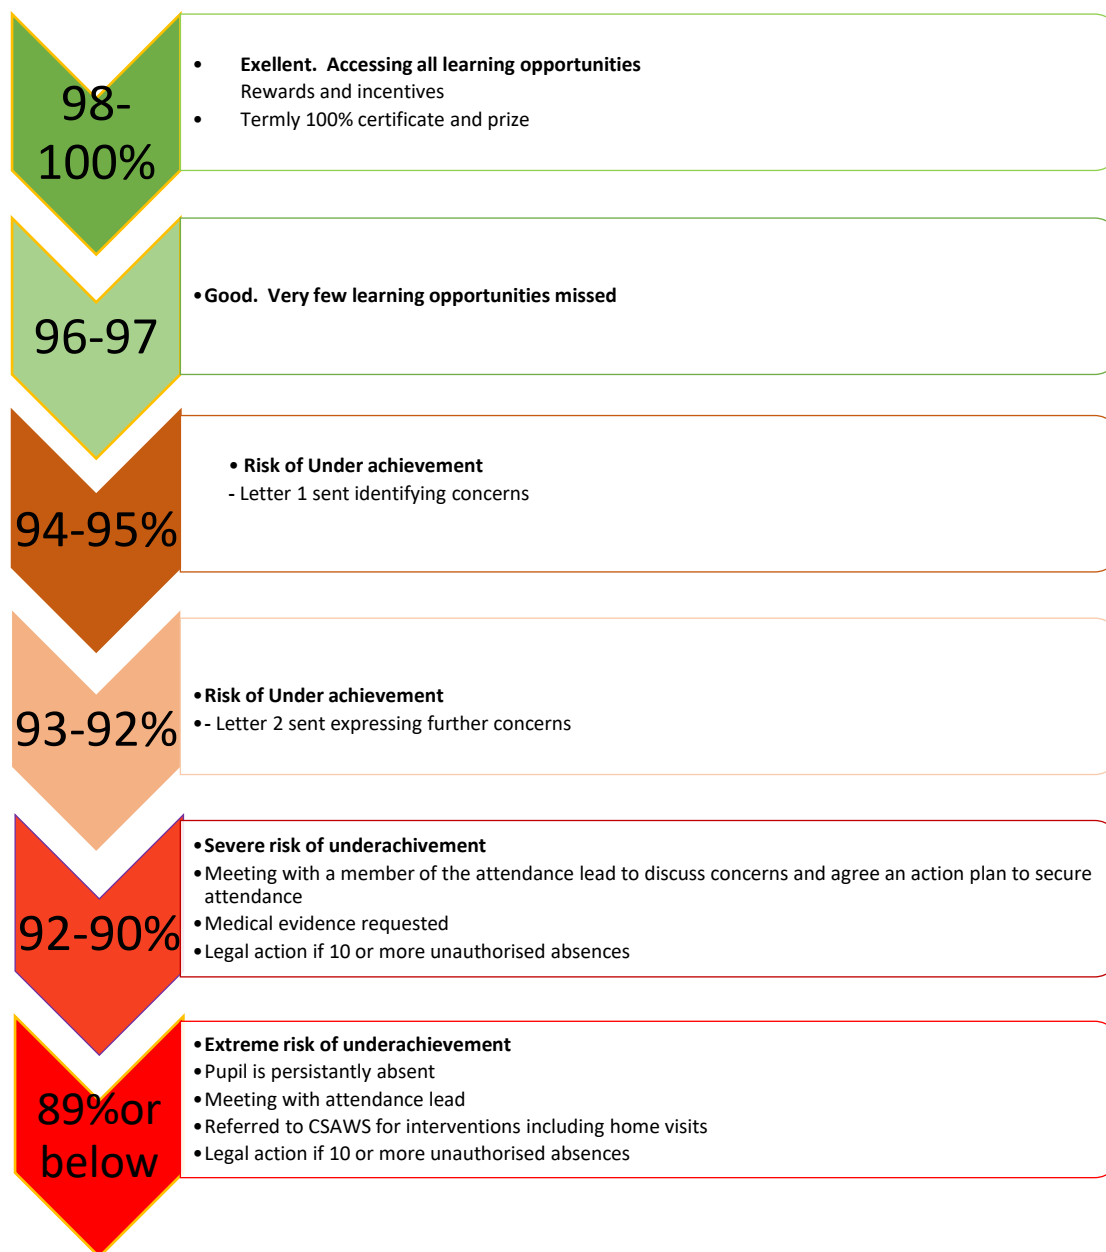 98-
100%
• Exellent. Accessing all learning opportunities
Rewards and incentives
• Termly 100% certificate and prize
96-97
•Good. Very few learning opportunities missed
94-95%
• Risk of Under achievement
- Letter 1 sent identifying concerns
93-92%
•Risk of Under achievement
•- Letter 2 sent expressing further concerns
92-90%
•Severe risk of underachievement
•Meeting with a member of the attendance lead to discuss concerns and agree an action plan to secure
attendance
•Medical evidence requested
•Legal action if 10 or more unauthorised absences
89%or
below
•Extreme risk of underachievement
•Pupil is persistantly absent
•Meeting with attendance lead
•Referred to CSAWS for interventions including home visits
•Legal action if 10 or more unauthorised absences